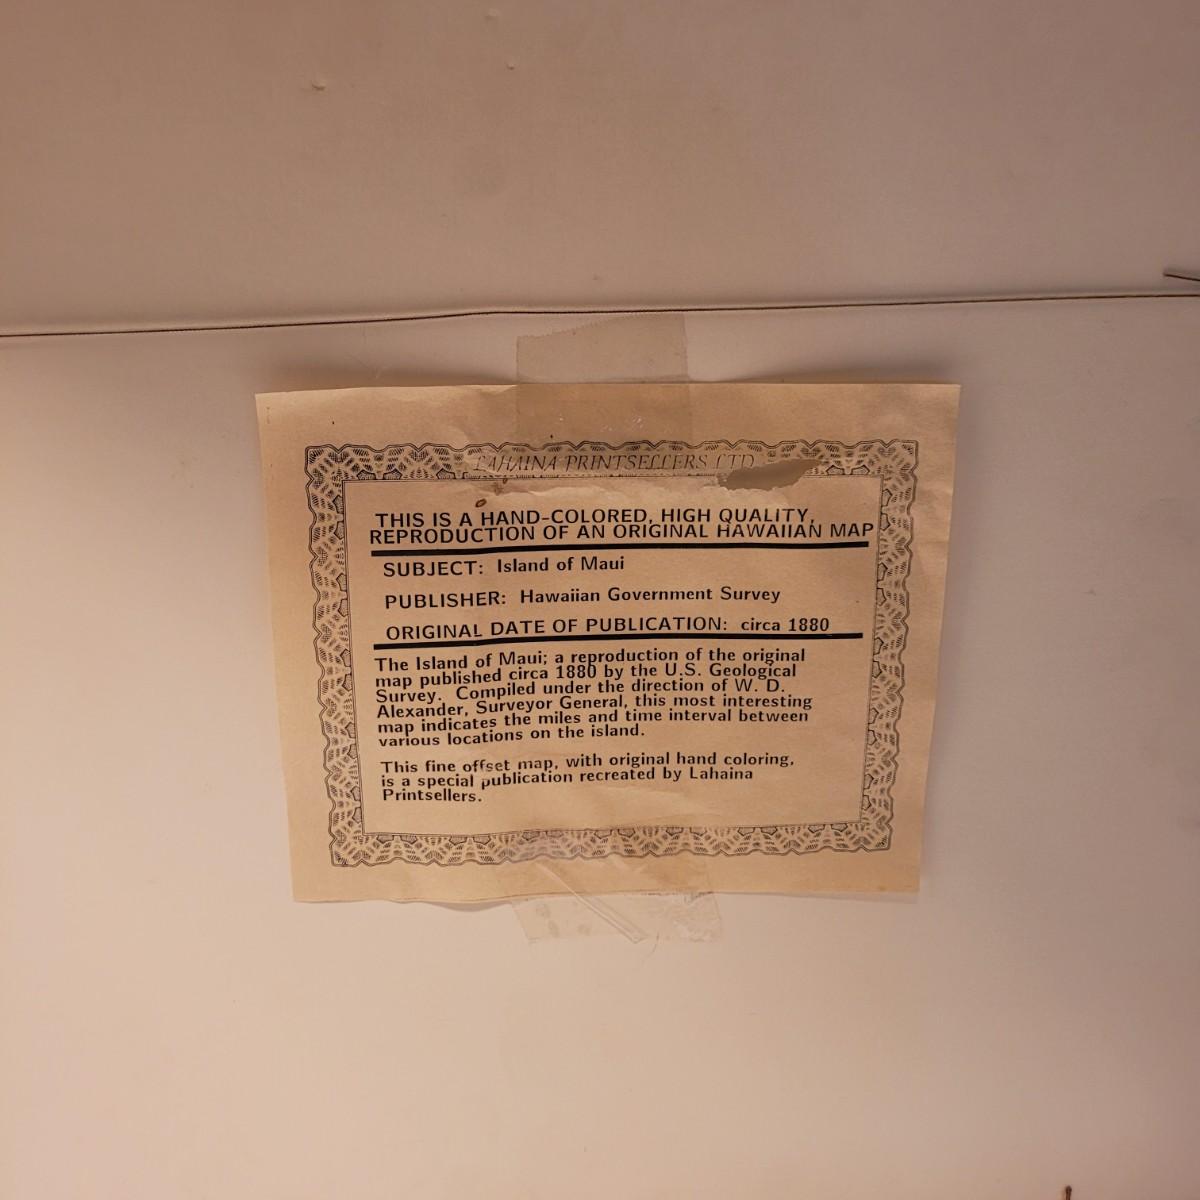 LAHAINA PRINTSELLERS LTD
THIS IS A HAND-COLORED, HIGH QUALITY,
REPRODUCTION OF AN ORIGINAL HAWAIIAN MAP
SUBJECT: Island of Maui
PUBLISHER: Hawaiian Government Survey
ORIGINAL DATE OF PUBLICATION: circa 1880
The Island of Maui; a reproduction of the original
map published circa 1880 by the U.S. Geological
Survey. Compiled under the direction of W. D.
Alexander, Surveyor General, this most interesting
map indicates the miles and time interval between
various locations on the island.
This fine offset map, with original hand coloring,
is a special publication recreated by Lahaina
Printsellers.